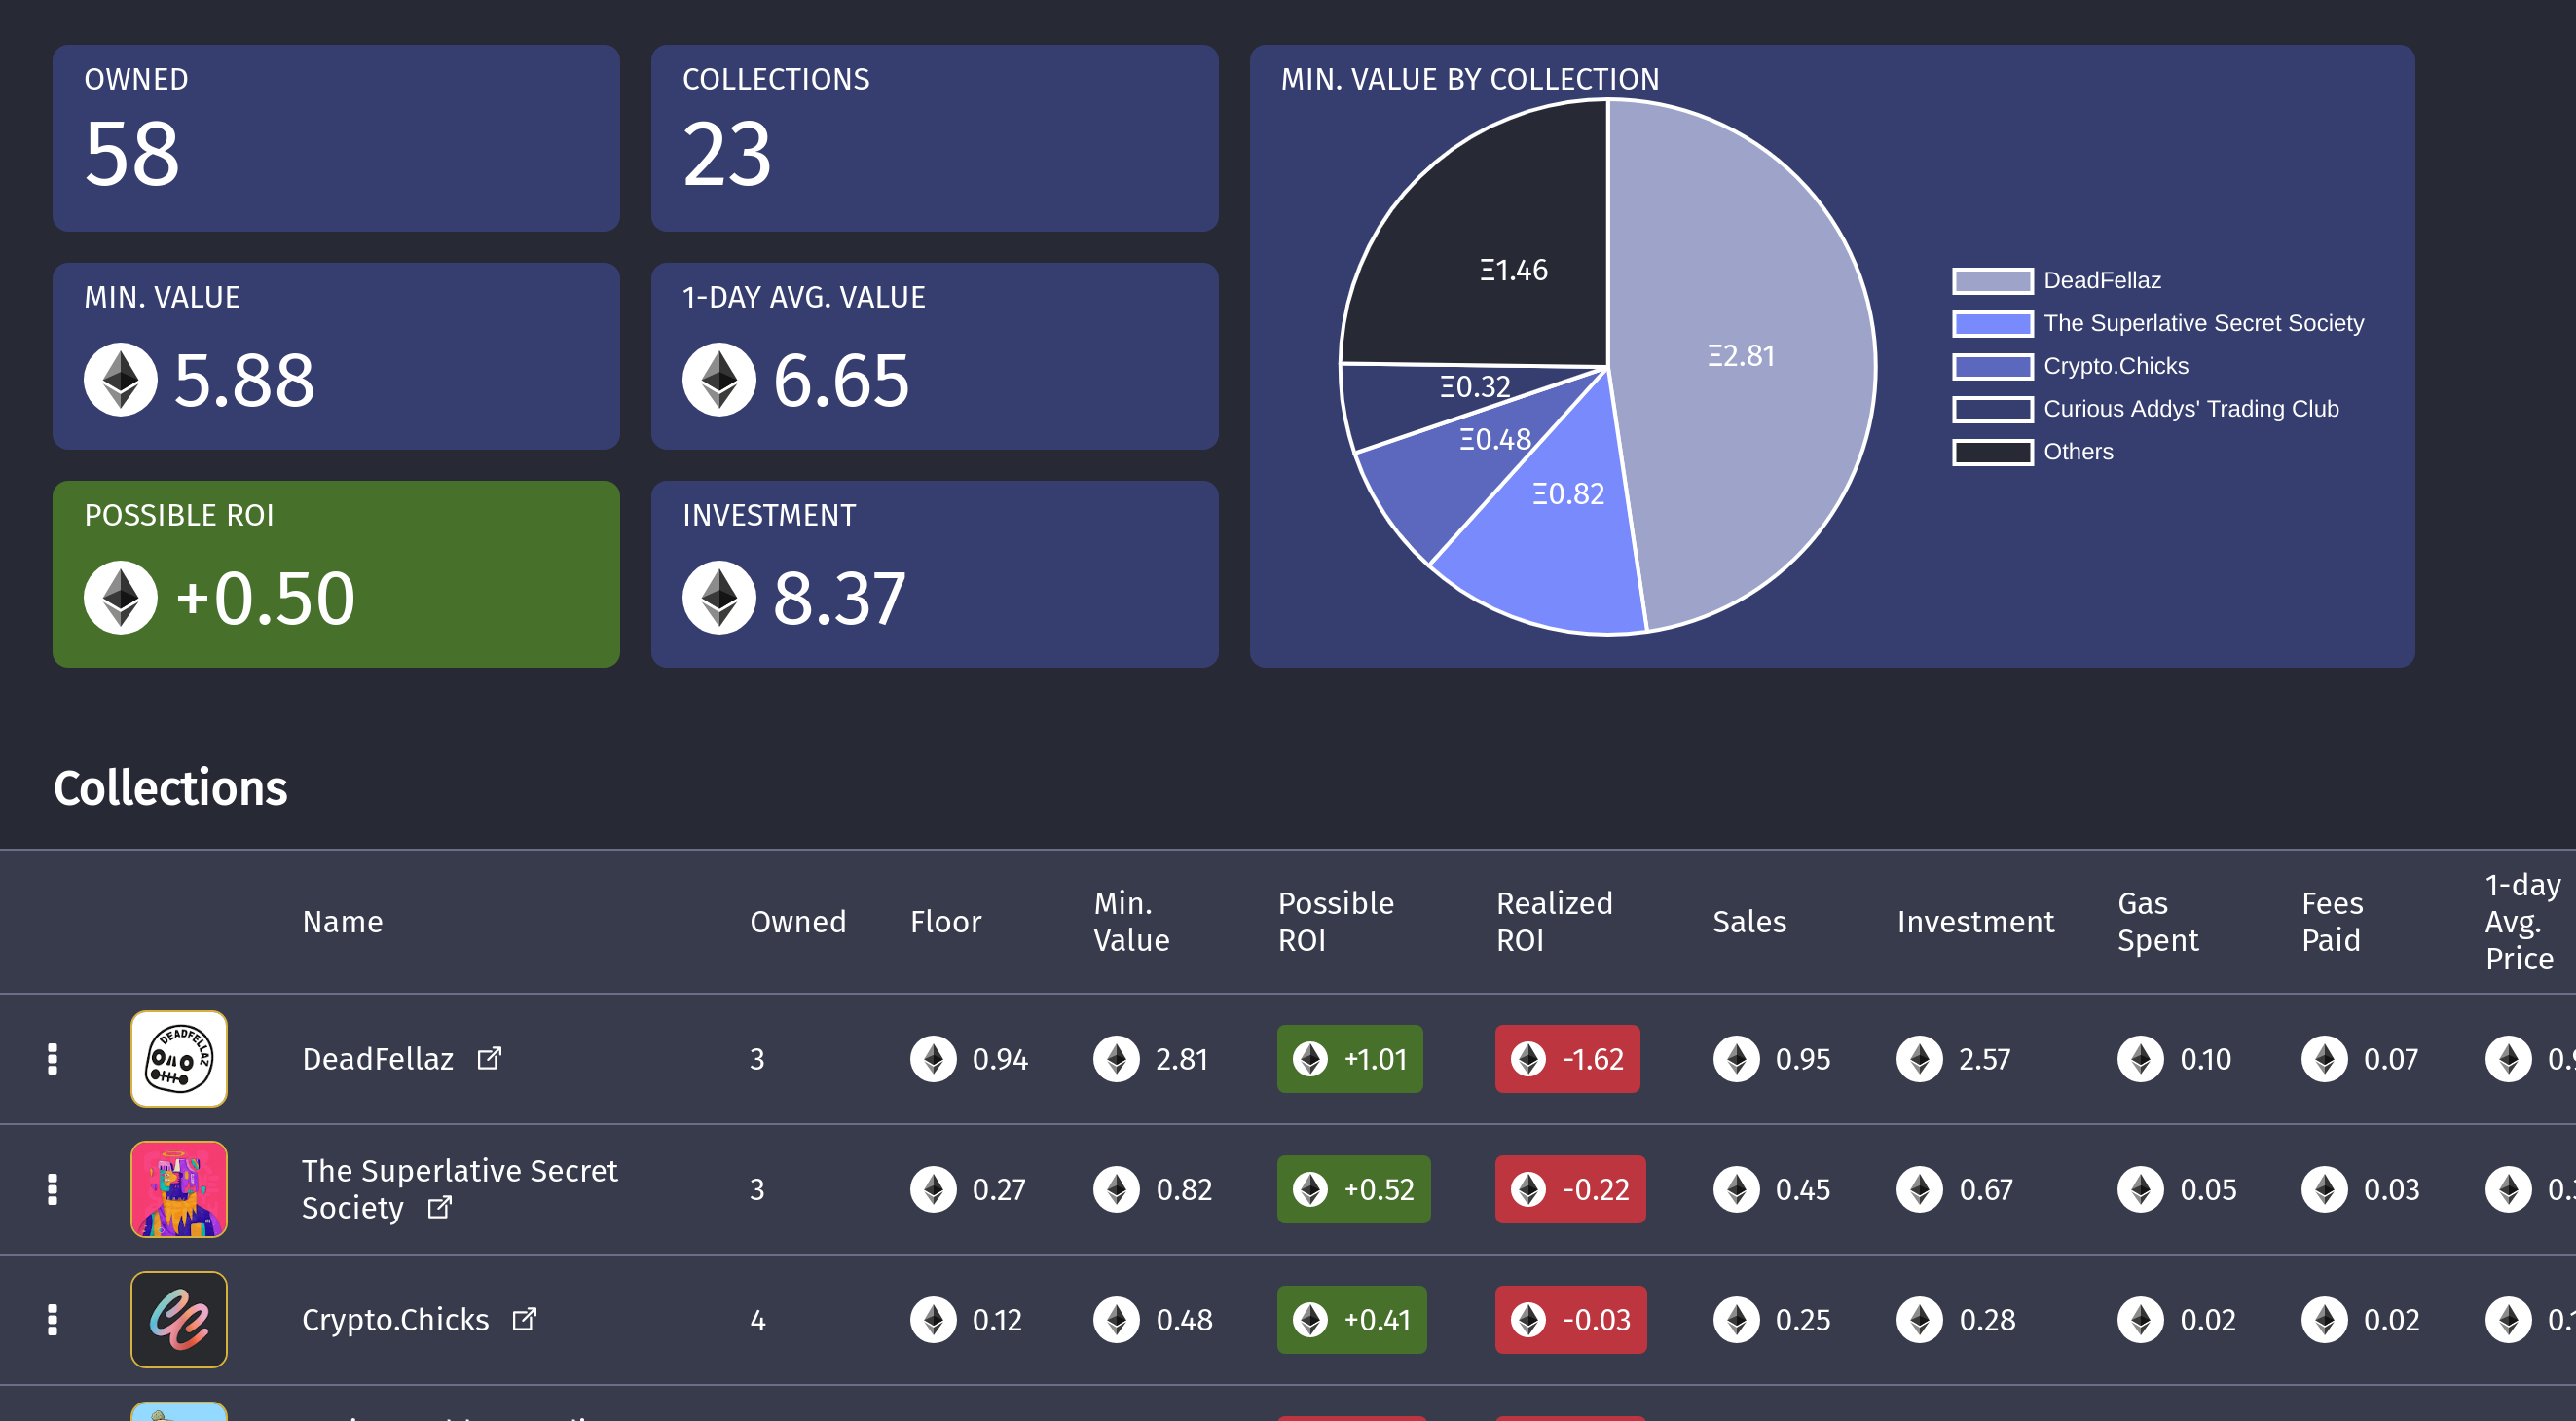 OWNED
58
COLLECTIONS
23
MIN. VALUE
5.88
1-DAY AVG. VALUE
6.65
POSSIBLE ROI
+0.50
INVESTMENT
8.37
MIN. VALUE BY COLLECTION
Ξ1.46
Ξ2.81
Ξ0.32
Ξ0.48
Ξ0.82
DeadFellaz
The Superlative Secret Society
Crypto.Chicks
Curious Addys' Trading Club
Others
Collections
Name
Owned
Floor
Min.
Value
Possible
ROI
Realized
ROI
Sales
Investment
Gas
Spent
Fees
Paid
1-day
Avg.
Price
DEADFELLAZ
DeadFellaz
3
0.94
2.81
+1.01
-1.62
0.95
2.57
0.10
0.07
The Superlative Secret
Society
3
0.27
0.82
+0.52
-0.22
0.45
0.67
0.05
0.03
Crypto.Chicks
4
0.12
0.48
+0.41
-0.03
0.25
0.28
0.02
0.02